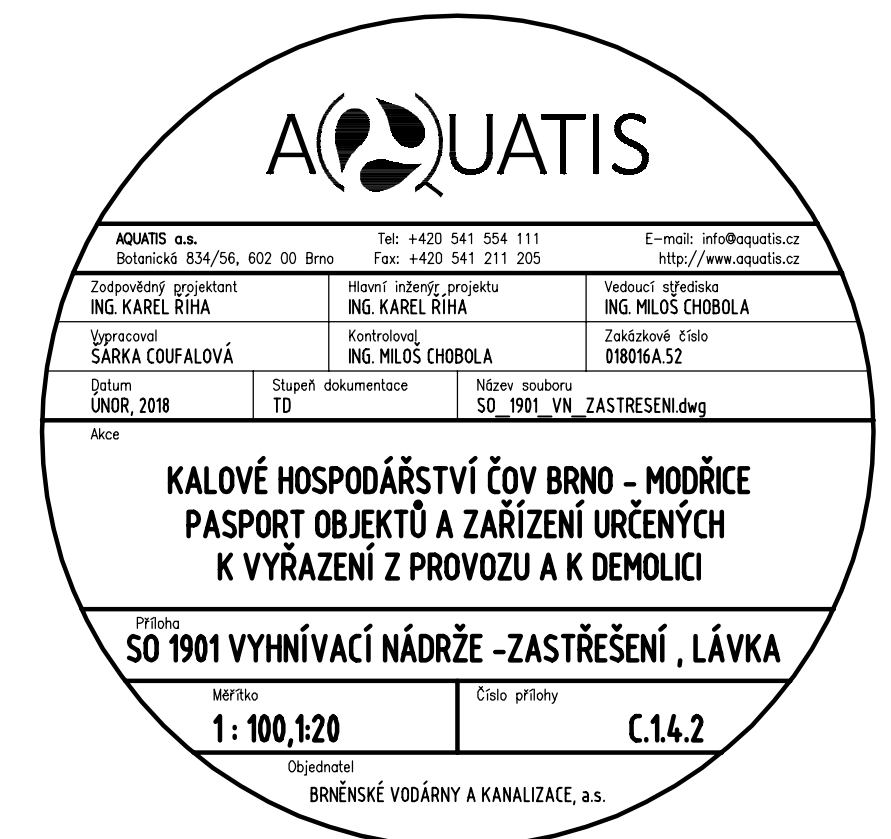 AQUATIS
AQUATIS a.s. Tel: +420 541 554 111 E-mail: info@aquatis.cz
Botanická 834/56, 602 00 Brno Fax: +420 541 211 205 http://www.aquatis.cz
Zodpovědný projektant Hlavní inženýr projektu Vedoucí střediska
ING. KAREL ŘÍHA ING. KAREL ŘÍHA ING. MILOŠ CHOBOLA
Vypracoval Kontroloval Zakázkové číslo
ŠÁRKA COUFALOVÁ ING. MILOŠ CHOBOLA 018016A.52
Datum Stupeň dokumentace Název souboru
ÚNOR, 2018 TD SO_1901_VN_ZASTRESENI.dwg
Akce
KALOVÉ HOSPODÁŘSTVÍ ČOV BRNO - MODŘICE
PASPORT OBJEKTŮ A ZAŘÍZENÍ URČENÝCH
K VYŘAZENÍ Z PROVOZU A K DEMOLICI
Příloha
SO 1901 VYHNÍVACÍ NÁDRŽE -ZASTŘEŠENÍ , LÁVKA
Měřítko Číslo přílohy
1 : 100,1:20 C.1.4.2
Objednatel
BRNĚNSKÉ VODÁRNY A KANALIZACE, a.s.